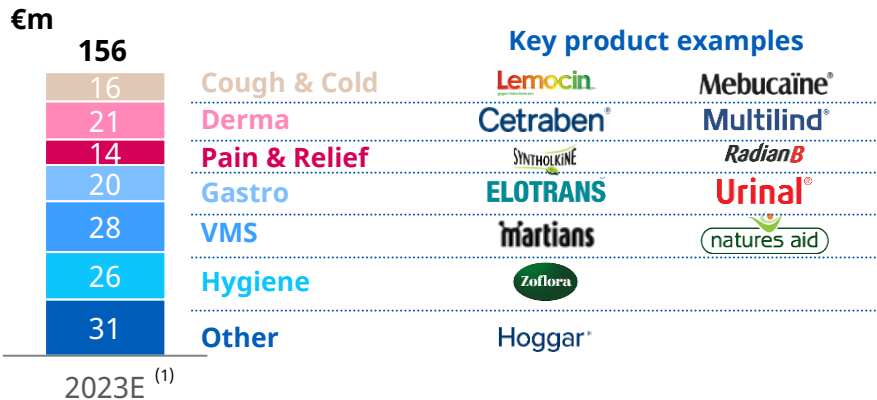 €m
156
Key product examples
16 Cough & Cold Lemocin Mebucaïne®
21 Derma Cetraben® Multilind®
14 Pain & Relief SYNTHOLKINÉ RadianB
20 Gastro ELOTRANS® Urinal®
28 VMS martians natures aid
26 Hygiene Zoflora
31 Other Hoggar®
2023E (1)